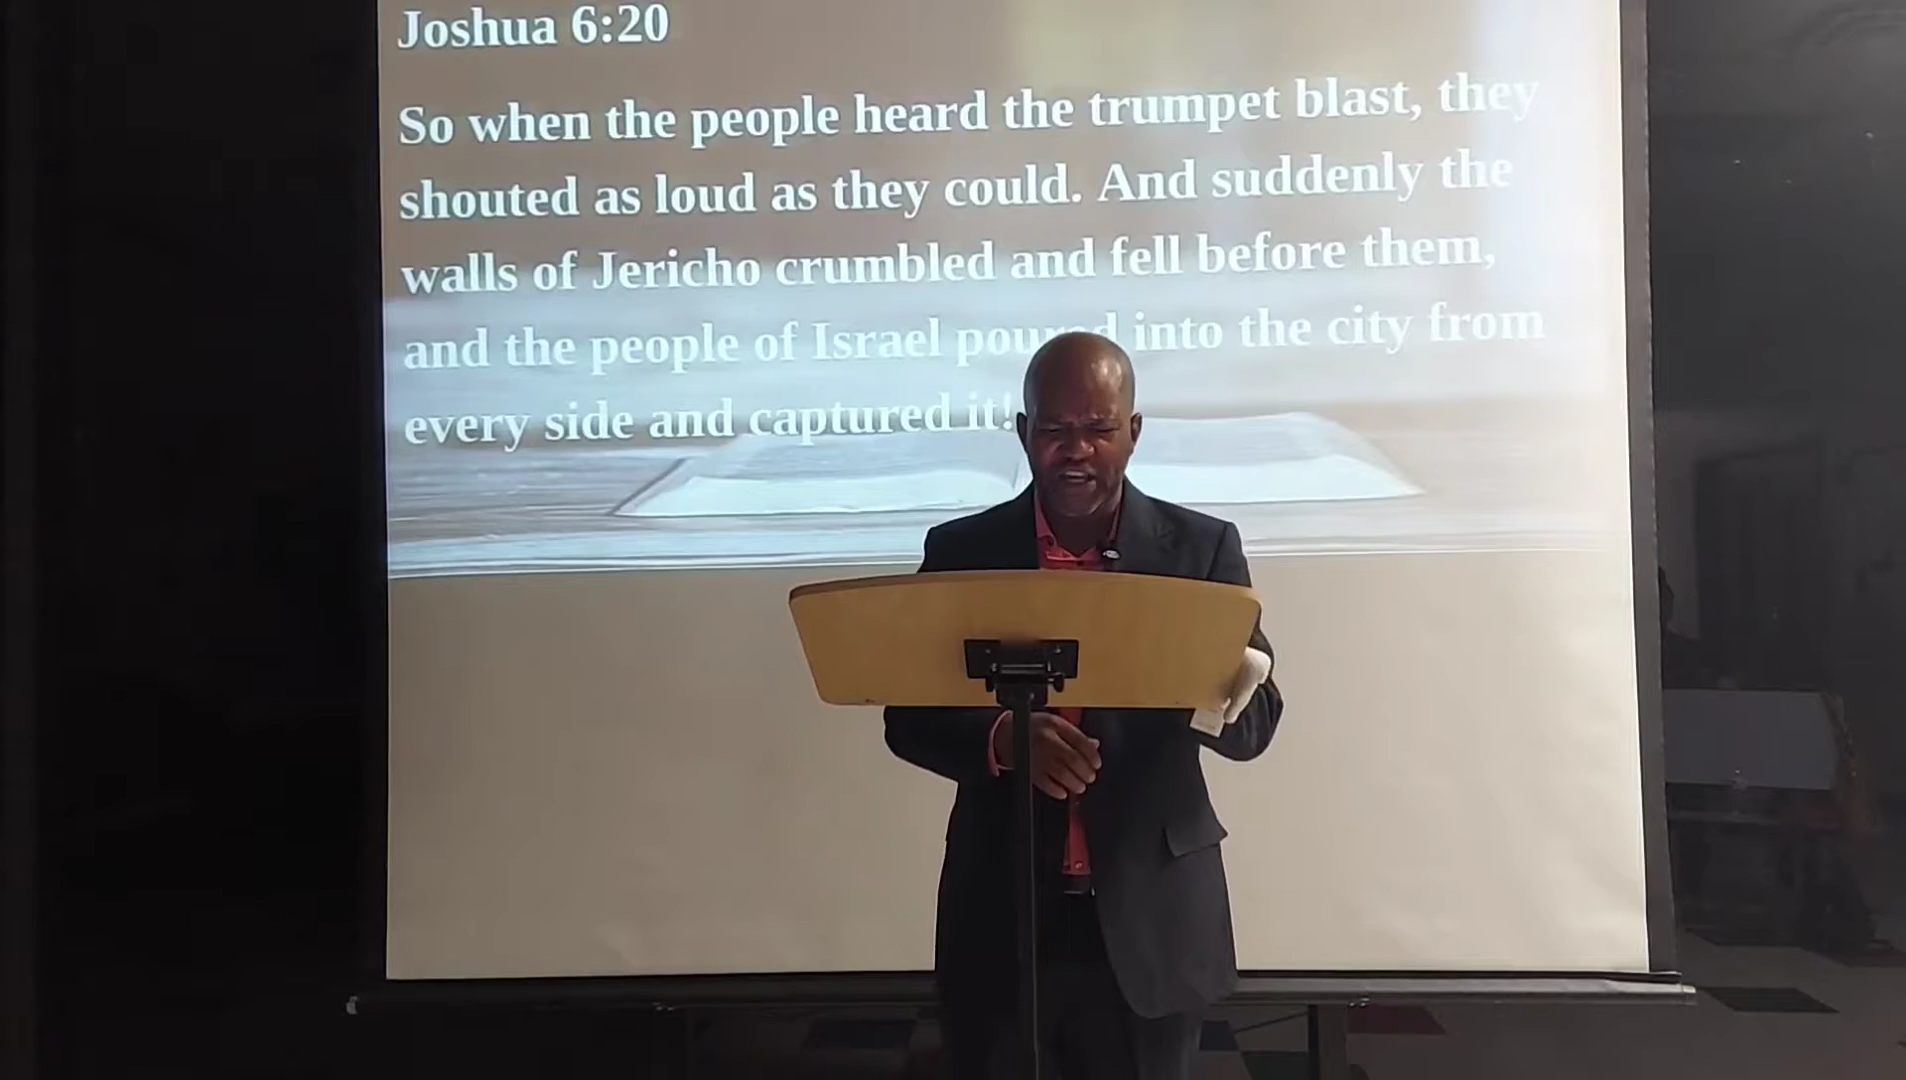 Joshua 6:20
So when the people heard the trumpet blast, they
shouted as loud as they could. And suddenly the
walls of Jericho crumbled and fell before them,
and the people of Israel poured into the city from
every side and captured it!